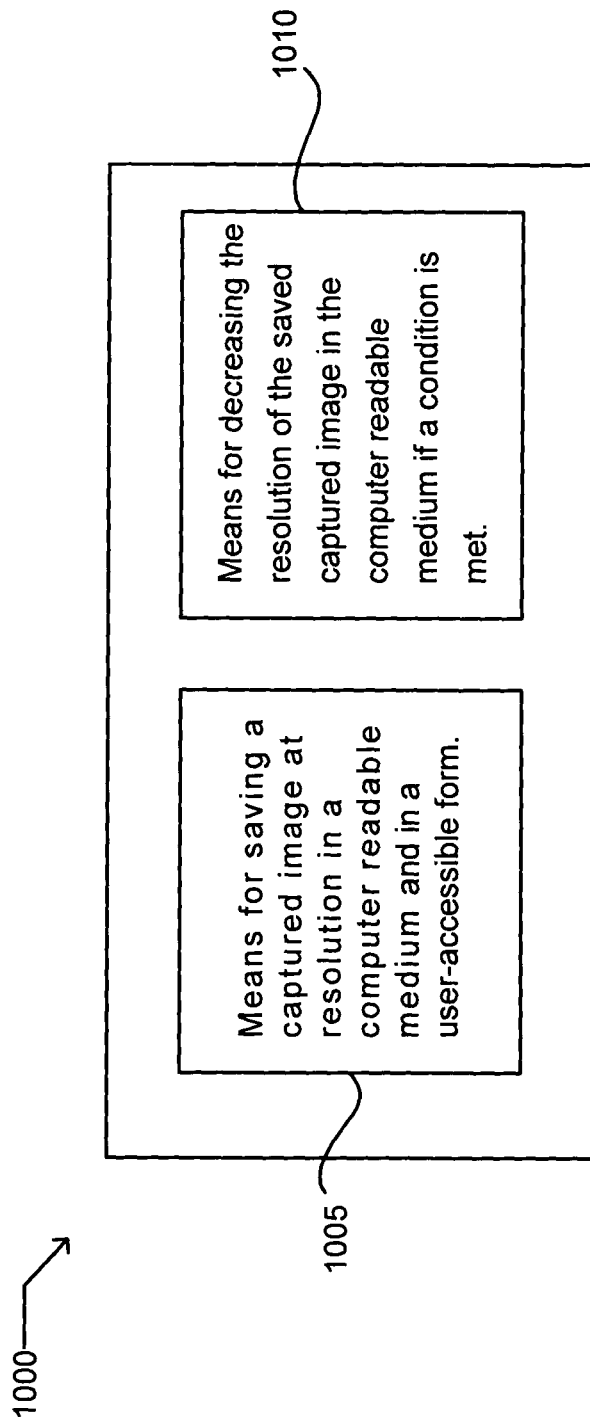 1000
Means for saving a
captured image at
resolution in a
computer readable
medium and in a
user-accessible form.
1005
Means for decreasing the
resolution of the saved
captured image in the
computer readable
medium if a condition is
met.
1010